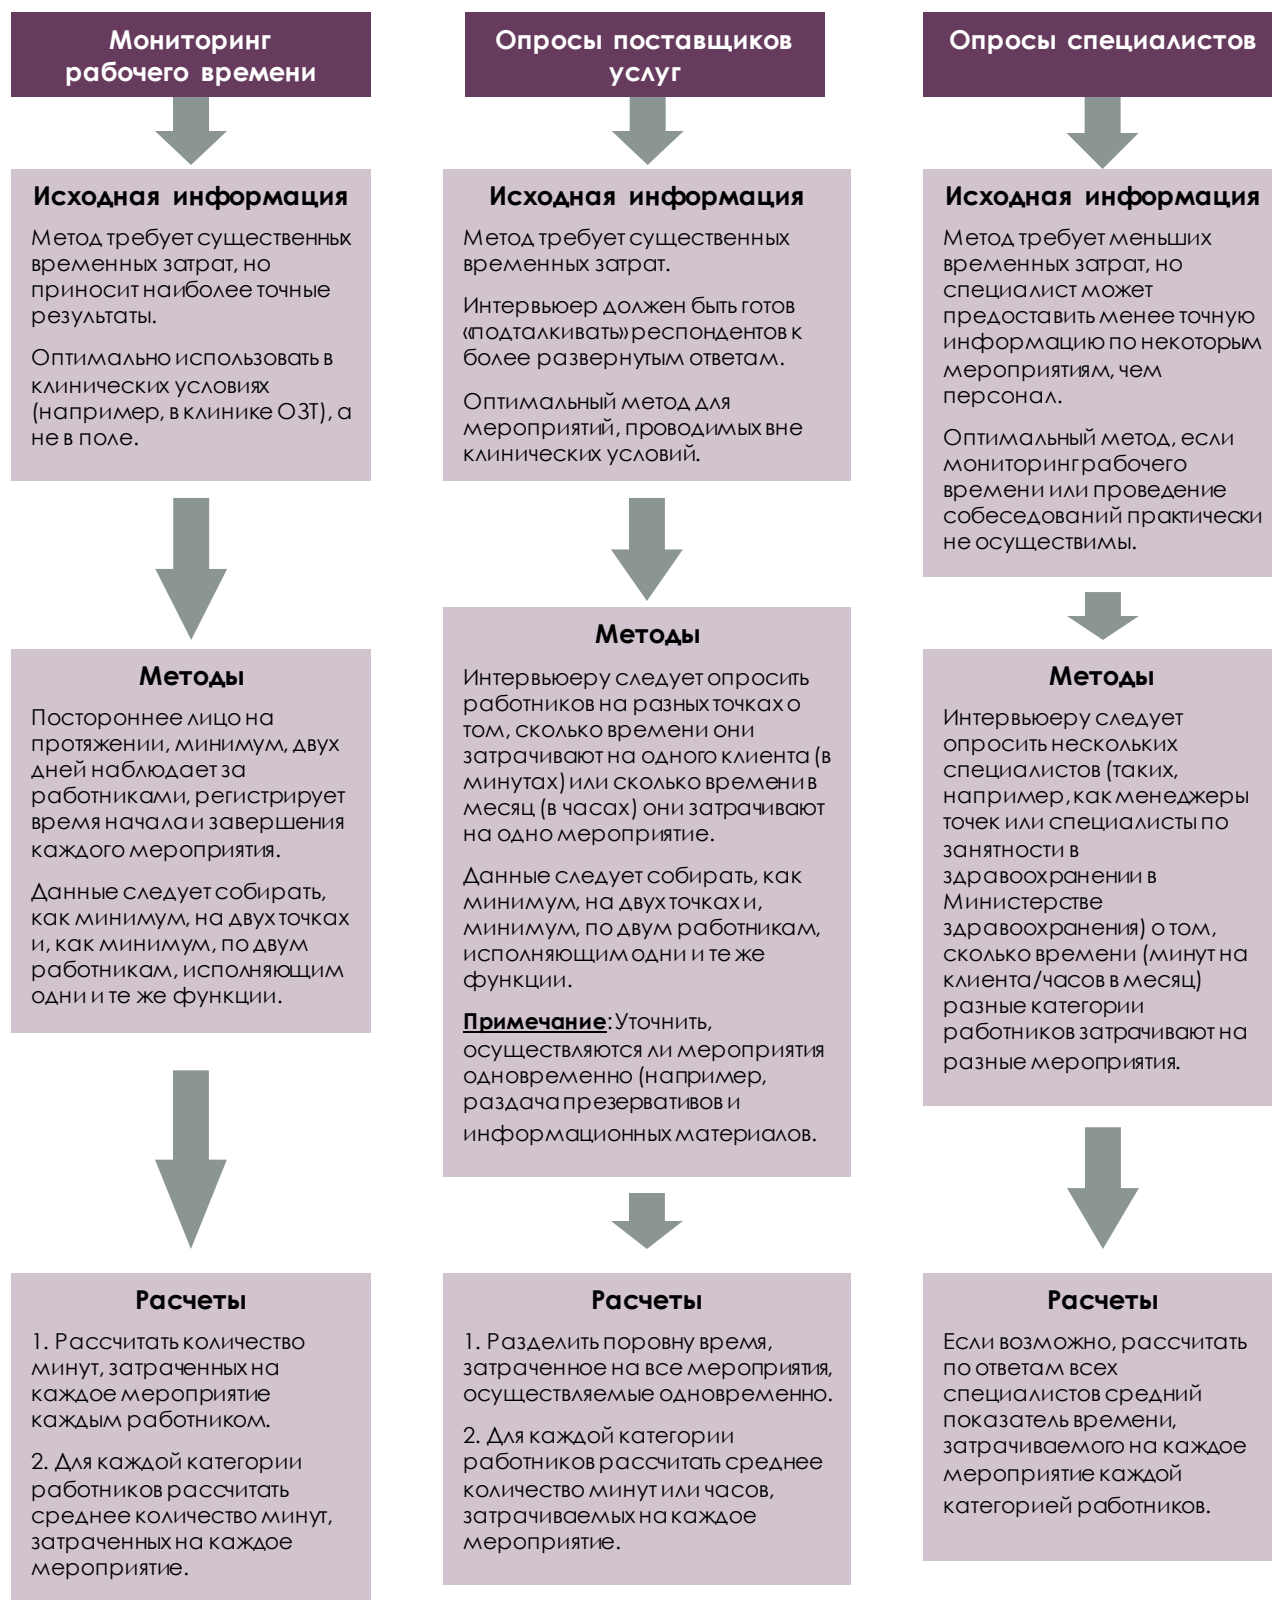 Мониторинг
рабочего времени
Исходная информация
Метод требует существенных
временных затрат, но
приносит наиболее точные
результаты.
Оптимально использовать в
клинических условиях
(например, в клинике ОЗТ), а
не в поле.
Методы
Постороннее лицо на
протяжении, минимум, двух
дней наблюдает за
работниками, регистрирует
время начала и завершения
каждого мероприятия.
Данные следует собирать,
как минимум, на двух точках
и, как минимум, по двум
работникам, исполняющим
одни и те же функции.
Расчеты
1. Рассчитать количество
минут, затраченных на
каждое мероприятие
каждым работником.
2. Для каждой категории
работников рассчитать
среднее количество минут,
затраченных на каждое
мероприятие.
Опросы поставщиков
услуг
Исходная информация
Метод требует существенных
временных затрат.
Интервьюер должен быть готов
«подталкивать» респондентов к
более развернутым ответам.
Оптимальный метод для
мероприятий, проводимых вне
клинических условий.
Методы
Интервьюеру следует опросить
работников на разных точках о
том, сколько времени они
затрачивают на одного клиента (в
минутах) или сколько времени в
месяц (в часах) они затрачивают
на одно мероприятие.
Данные следует собирать, как
минимум, на двух точках и,
минимум, по двум работникам,
исполняющим одни и те же
функции.
Примечание: Уточнить,
осуществляются ли мероприятия
одновременно (например,
раздача презервативов и
информационных материалов.
Расчеты
1. Разделить поровну время,
затраченное на все мероприятия,
осуществляемые одновременно.
2. Для каждой категории
работников рассчитать среднее
количество минут или часов,
затрачиваемых на каждое
мероприятие.
Опросы специалистов
Исходная информация
Метод требует меньших
временных затрат, но
специалист может
предоставить менее точную
информацию по некоторым
мероприятиям, чем
персонал.
Оптимальный метод, если
мониторинг рабочего
времени или проведение
собеседований практически
не осуществимы.
Методы
Интервьюеру следует
опросить нескольких
специалистов (таких,
например, как менеджеры
точек или специалисты по
занятности в
здравоохранении в
Министерстве
здравоохранения) о том,
сколько времени (минут на
клиента/часов в месяц)
разные категории
работников затрачивают на
разные мероприятия.
Расчеты
Если возможно, рассчитать
по ответам всех
специалистов средний
показатель времени,
затрачиваемого на каждое
мероприятие каждой
категорией работников.